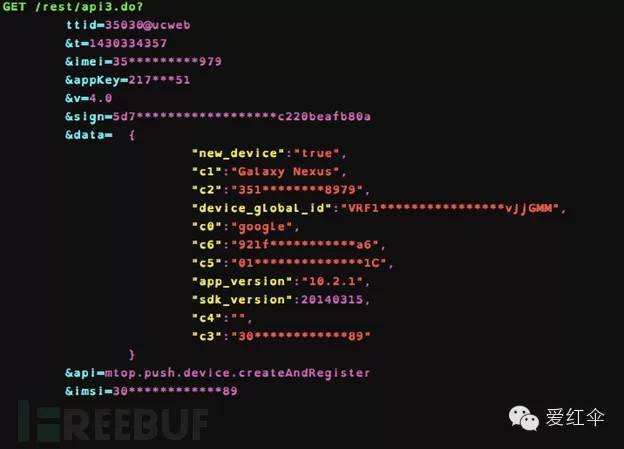 GET /rest/api3.do?
ttid=35030@ucweb
&t=1430334357
&imei=35*********979
&appKey=217***51
&v=4.0
&sign=5d7******************c220beafb80a
&data= {
"new_device":"true",
"c1":"Galaxy Nexus",
"c2":"351********8979",
"device_global_id":"VRF1****************vJjGMM",
"c0":"google",
"c6":"921f***********a6",
"c5":"01**************1C",
"app_version":"10.2.1",
"sdk_version":20140315,
"c4":"",
"c3":"30************89"
}
&api=mtop.push.device.createAndRegister
&imsi=30************89
FREEBUF
爱红伞